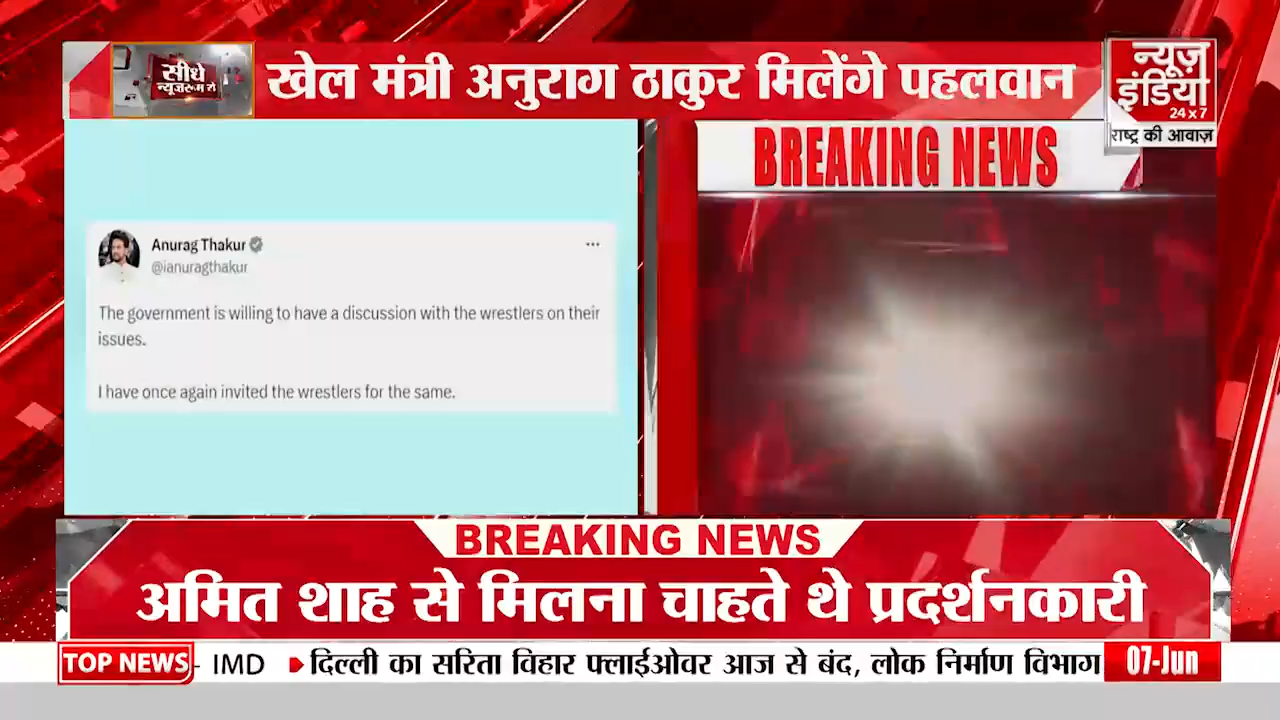 सीधे
न्यूज़रूम से
खेल मंत्री अनुराग ठाकुर मिलेंगे पहलवान
न्यूज़
इंडिया
24x7
राष्ट्र की आवाज़
BREAKING NEWS
Anurag Thakur
@ianuragthakur
The government is willing to have a discussion with the wrestlers on their
issues.
I have once again invited the wrestlers for the same.
BREAKING NEWS
अमित शाह से मिलना चाहते थे प्रदर्शनकारी
TOP NEWS - IMD दिल्ली का सरिता विहार फ्लाईओवर आज से बंद, लोक निर्माण विभाग 07-Jun